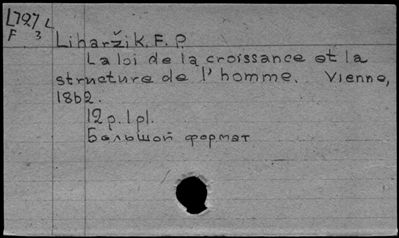 L727 L
F 3
Liharžik, F. P.
La loi de la croissance et la
structure de l'homme. Vienne,
1862.
12 p. 1 pl.
Большой формат